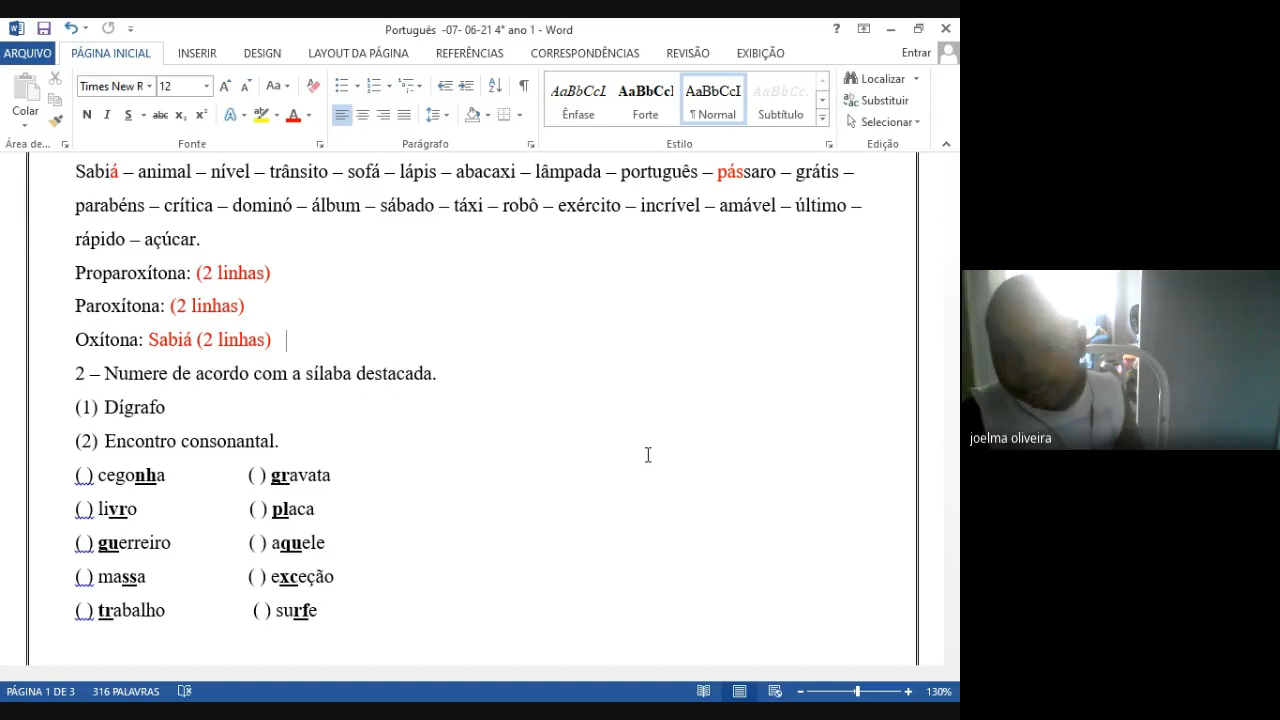 Português -07- 06-21 4° ano 1 - Word
Entrar
ARQUIVO PÁGINA INICIAL INSERIR DESIGN LAYOUT DA PÁGINA REFERÊNCIAS CORRESPONDÊNCIAS REVISÃO EXIBIÇÃO
Times New R 12
Colar
N I S abc x₂ x²
AaBbCcL AaBbCcl AaBbCcI AaBbCc.
Ênfase Forte ¶ Normal Subtítulo
Localizar
Substituir
Selecionar
Área de... Fonte Parágrafo Estilo Edição
Sabiá – animal – nível – trânsito – sofá – lápis – abacaxi – lâmpada – português – pássaro – grátis –
parabéns – crítica – dominó – álbum – sábado – táxi – robô – exército – incrível – amável – último –
rápido – açúcar.
Proparoxítona: (2 linhas)
Paroxítona: (2 linhas)
Oxítona: Sabiá (2 linhas)
2 – Numere de acordo com a sílaba destacada.
(1) Dígrafo
(2) Encontro consonantal.
( ) cegonha ( ) gravata
( ) livro ( ) placa
( ) guerreiro ( ) aquele
( ) massa ( ) exceção
( ) trabalho ( ) surfe
joelma oliveira
PÁGINA 1 DE 3 316 PALAVRAS 130%